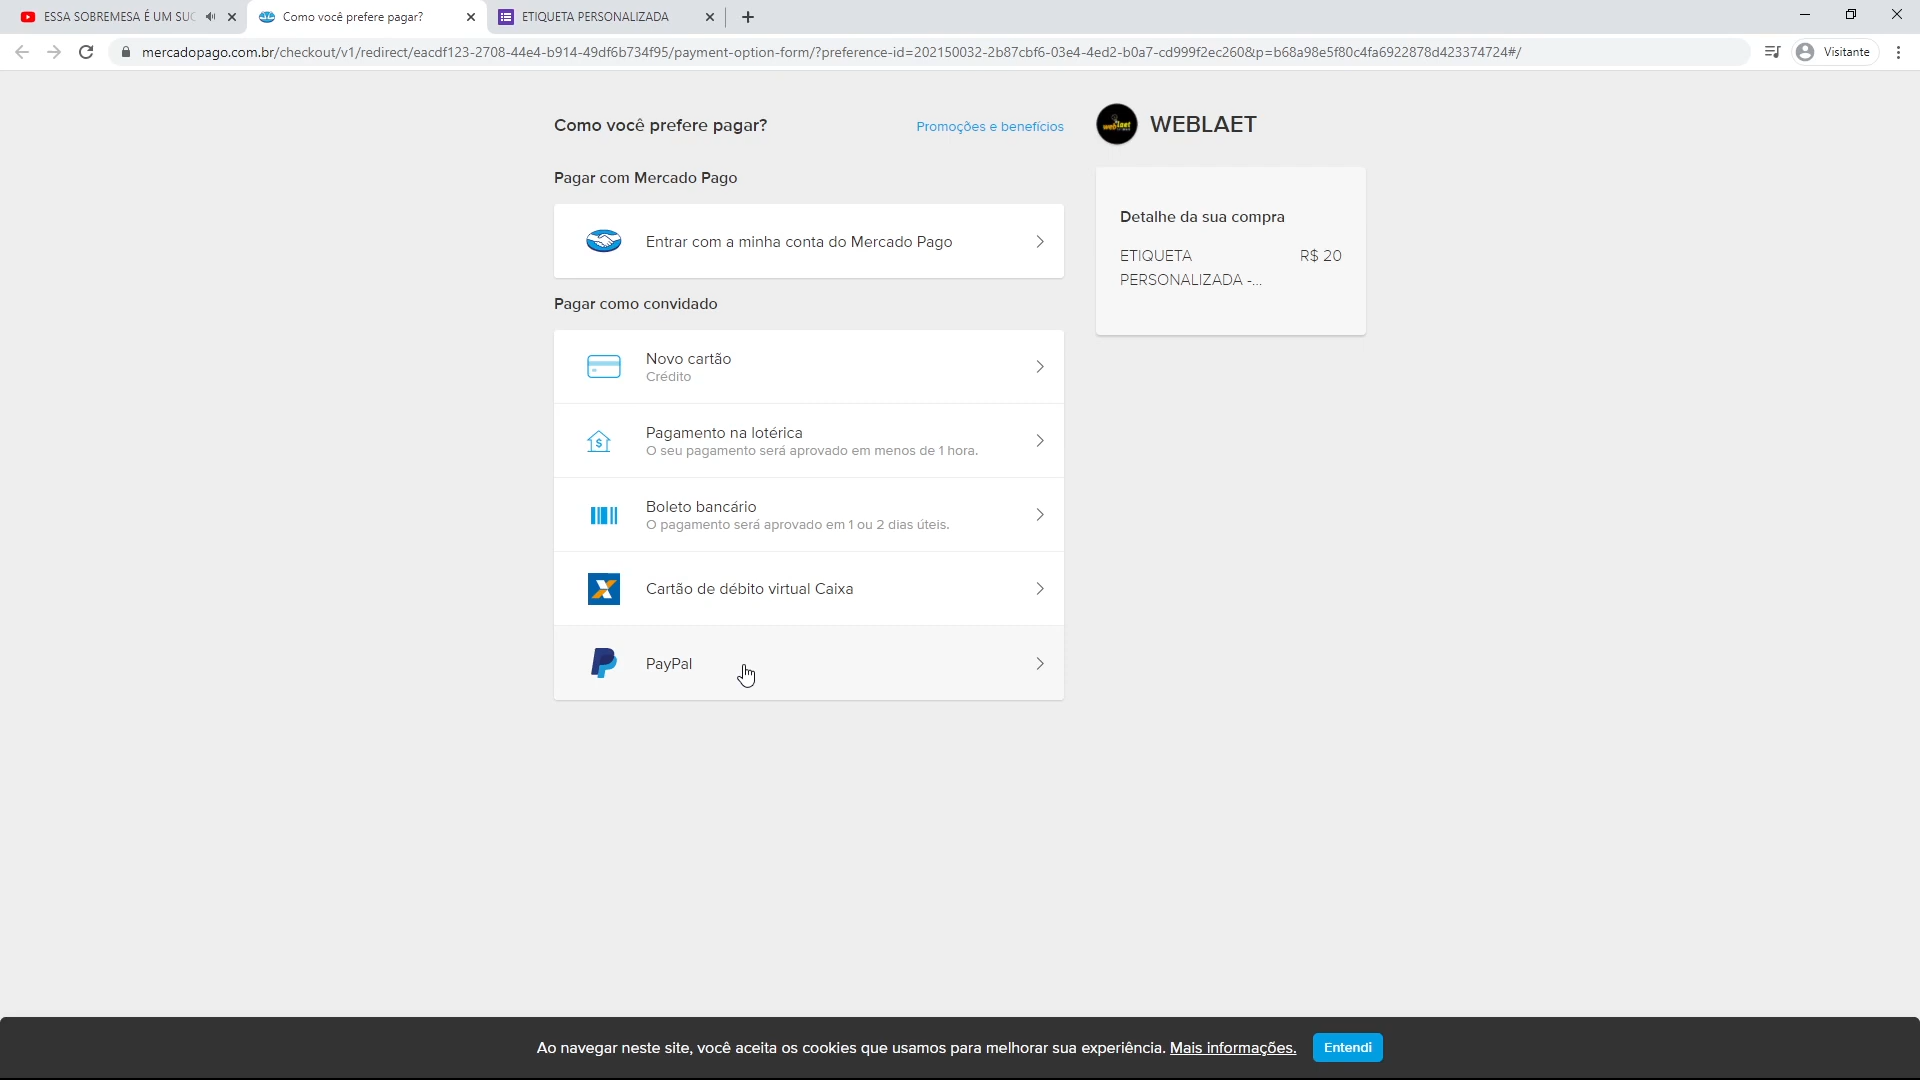 ESSA SOBREMESA É UM SUC
Como você prefere pagar?
ETIQUETA PERSONALIZADA
mercadopago.com.br/checkout/v1/redirect/eacdf123-2708-44e4-b914-49df6b734f95/payment-option-form/?preference-id=202150032-2b87cbf6-03e4-4ed2-b0a7-cd999f2ec260&p=b68a98e5f80c4fa6922878d423374724#/
Visitante
Como você prefere pagar?
Promoções e benefícios
WEBLAET
Pagar com Mercado Pago
Entrar com a minha conta do Mercado Pago
Detalhe da sua compra
ETIQUETA R$ 20
PERSONALIZADA -...
Pagar como convidado
Novo cartão
Crédito
Pagamento na lotérica
O seu pagamento será aprovado em menos de 1 hora.
Boleto bancário
O pagamento será aprovado em 1 ou 2 dias úteis.
Cartão de débito virtual Caixa
PayPal
Ao navegar neste site, você aceita os cookies que usamos para melhorar sua experiência. Mais informações.
Entendi